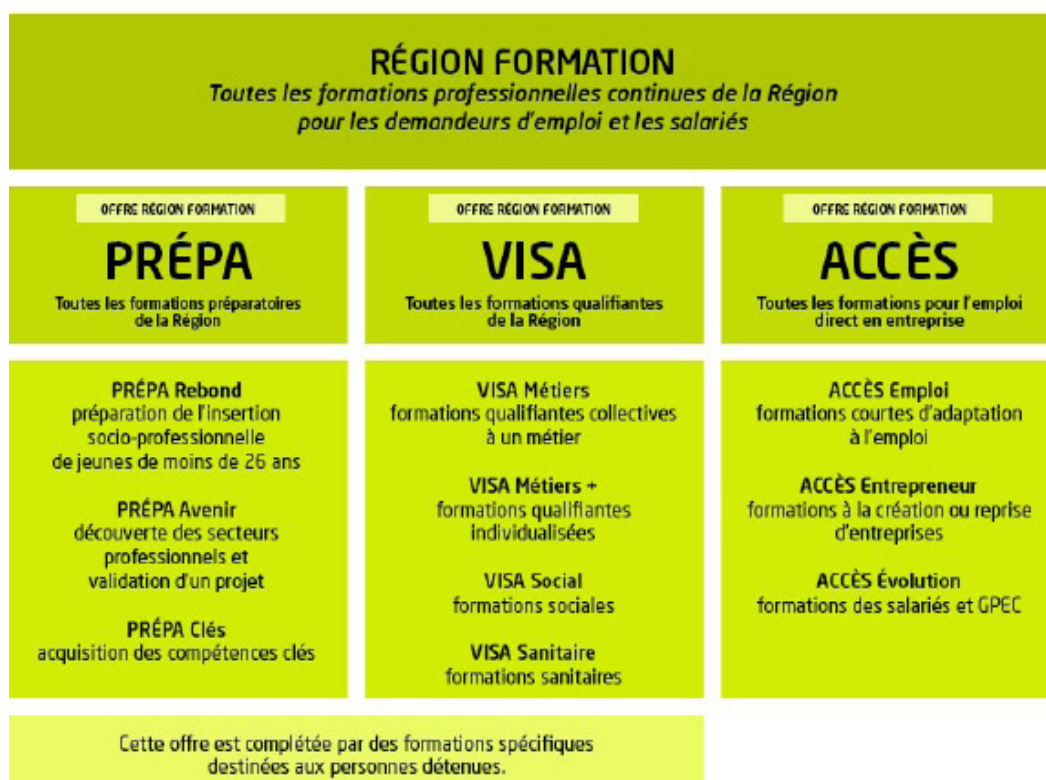 RÉGION FORMATION
Toutes les formations professionnelles continues de la Région
pour les demandeurs d'emploi et les salariés
OFFRE RÉGION FORMATION
PRÉPA
Toutes les formations préparatoires
de la Région
PRÉPA Rebond
préparation de l'insertion
socio-professionnelle
de jeunes de moins de 26 ans
PRÉPA Avenir
découverte des secteurs
professionnels et
validation d'un projet
PRÉPA Clés
acquisition des compétences clés
OFFRE RÉGION FORMATION
VISA
Toutes les formations qualifiantes
de la Région
VISA Métiers
formations qualifiantes collectives
à un métier
VISA Métiers +
formations qualifiantes
individualisées
VISA Social
formations sociales
VISA Sanitaire
formations sanitaires
OFFRE RÉGION FORMATION
ACCÈS
Toutes les formations pour l'emploi
direct en entreprise
ACCÈS Emploi
formations courtes d'adaptation
à l'emploi
ACCÈS Entrepreneur
formations à la création ou reprise
d'entreprises
ACCÈS Évolution
formations des salariés et GPEC
Cette offre est complétée par des formations spécifiques
destinées aux personnes détenues.